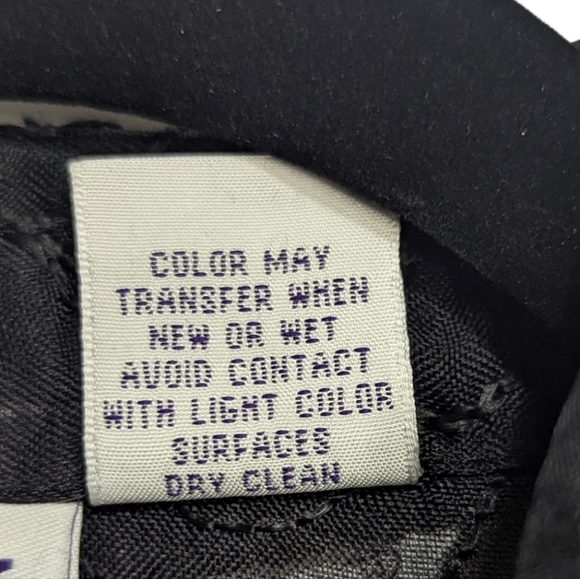 COLOR MAY
TRANSFER WHEN
NEW OR WET
AVOID CONTACT
WITH LIGHT COLOR
SURFACES
DRY CLEAN